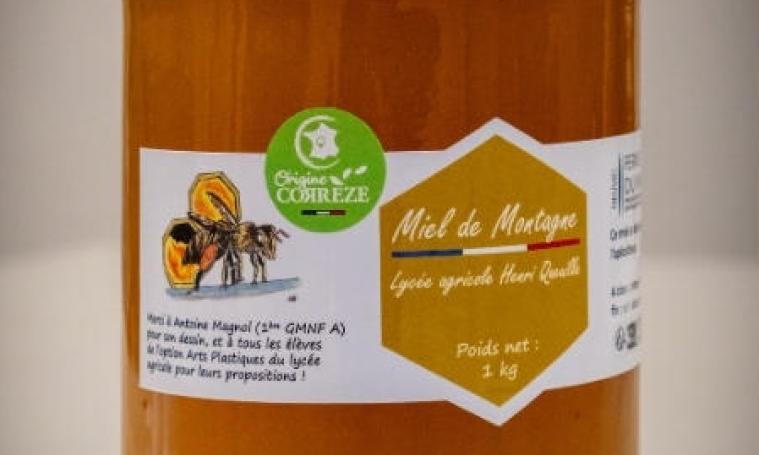 Origine
CORREZE
Miel de Montagne
Lycée agricole Henri Queuille
Poids net :
1 kg
Merci à Antoine Magnol (1ère GMNF A)
pour son dessin, et à tous les élèves
de l'option Arts Plastiques du lycée
agricole pour leurs propositions !